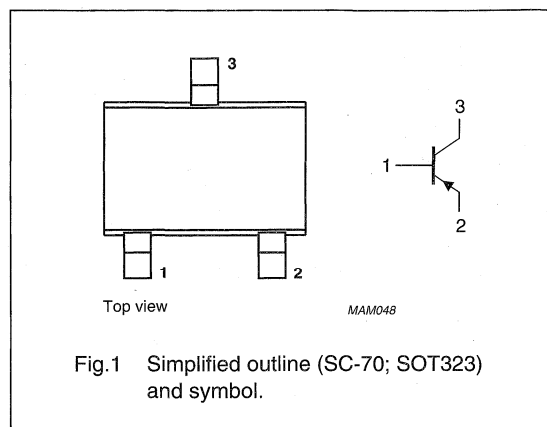 3
3
1
2
1
2
Top view
MAM048
Fig.1 Simplified outline (SC-70; SOT323)
and symbol.